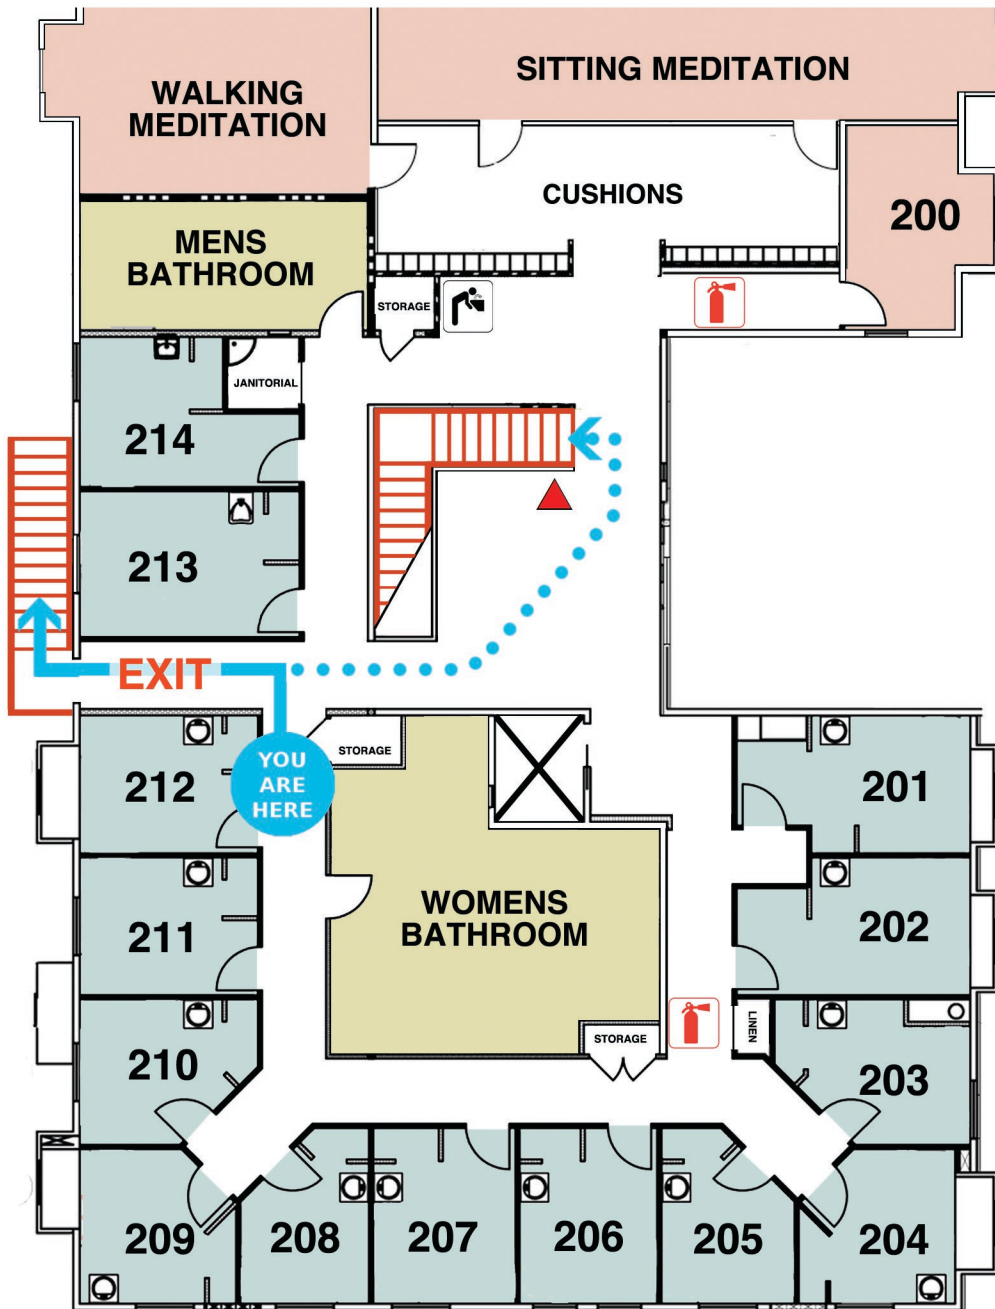 WALKING
MEDITATION
SITTING MEDITATION
CUSHIONS
200
MENS
BATHROOM
STORAGE
JANITORIAL
214
213
EXIT
YOU
ARE
HERE
STORAGE
212
201
211
WOMENS
BATHROOM
202
210
STORAGE
LINEN
203
209
208
207
206
205
204